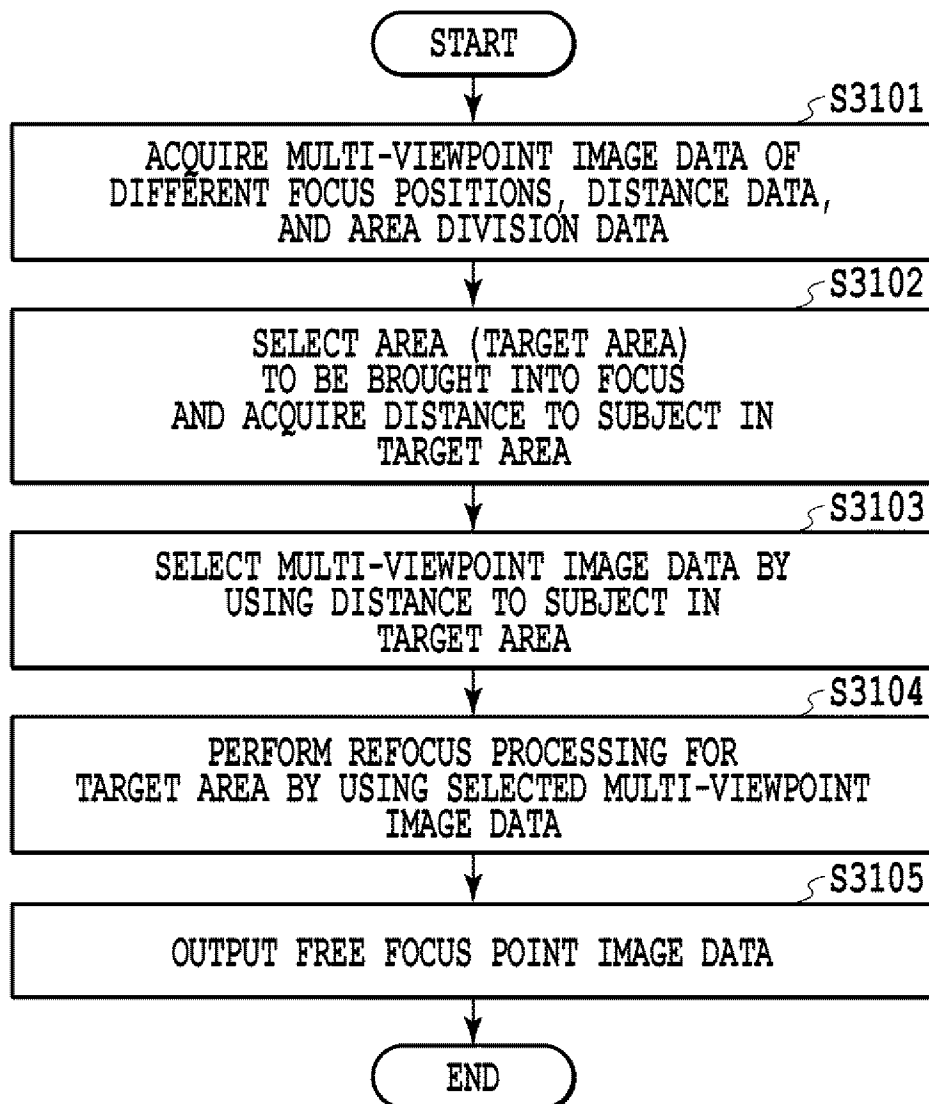 START
S3101
ACQUIRE MULTI-VIEWPOINT IMAGE DATA OF
DIFFERENT FOCUS POSITIONS, DISTANCE DATA,
AND AREA DIVISION DATA
S3102
SELECT AREA (TARGET AREA)
TO BE BROUGHT INTO FOCUS
AND ACQUIRE DISTANCE TO SUBJECT IN
TARGET AREA
S3103
SELECT MULTI-VIEWPOINT IMAGE DATA BY
USING DISTANCE TO SUBJECT IN
TARGET AREA
S3104
PERFORM REFOCUS PROCESSING FOR
TARGET AREA BY USING SELECTED MULTI-VIEWPOINT
IMAGE DATA
S3105
OUTPUT FREE FOCUS POINT IMAGE DATA
END